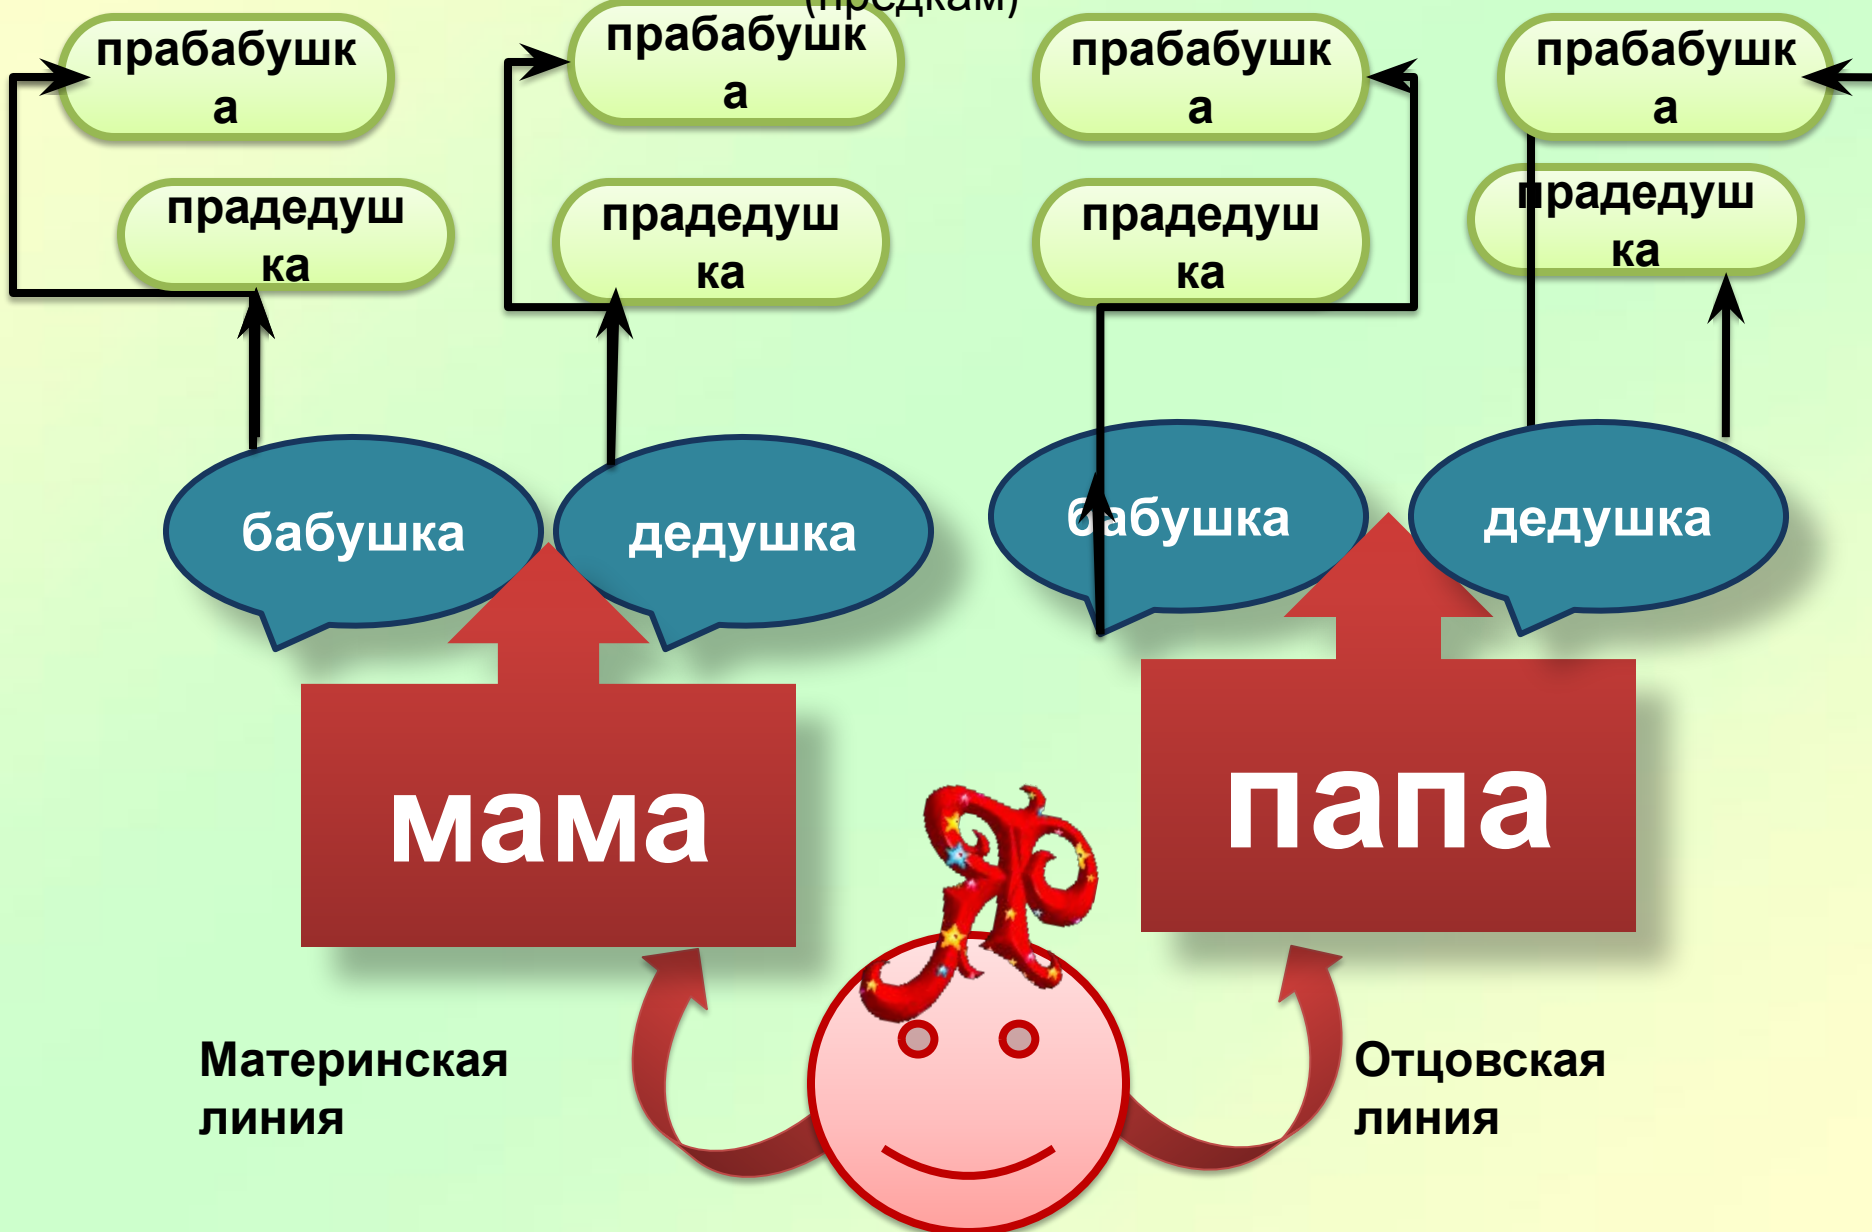 (предкам)
прабабушк
а
прабабушк
а
прабабушк
а
прабабушк
а
прадедуш
ка
прадедуш
ка
прадедуш
ка
прадедуш
ка
бабушка
дедушка
бабушка
дедушка
мама
папа
Я
Материнская
линия
Отцовская
линия